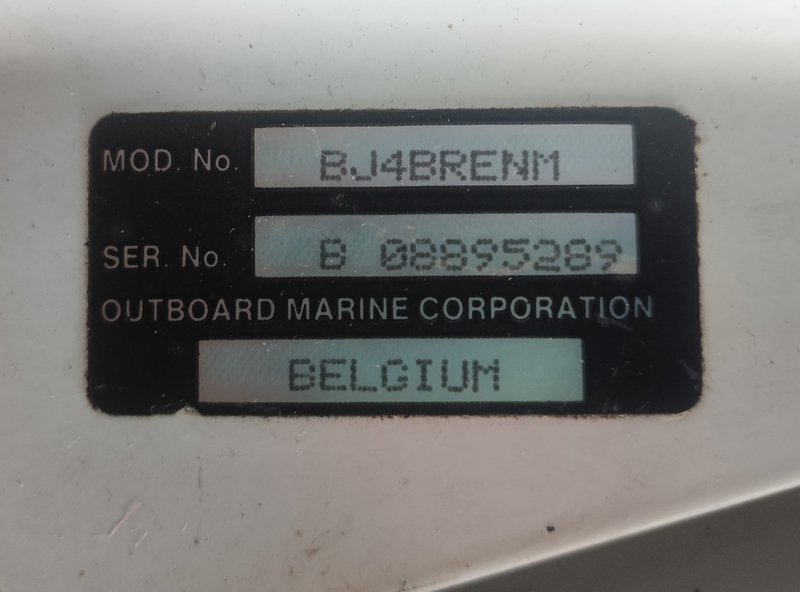 MOD. No. BJ4BRENM
SER. No. B 08895289
OUTBOARD MARINE CORPORATION
BELGIUM